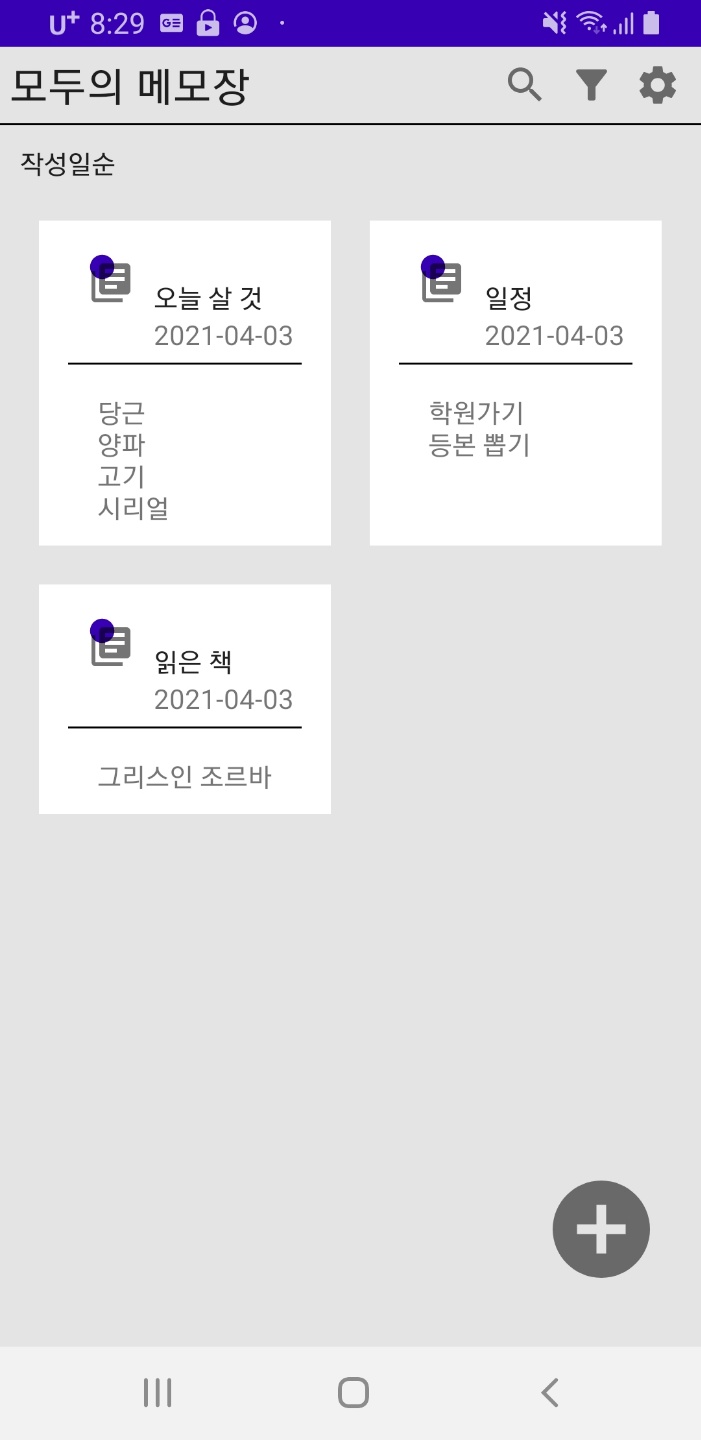 U+ 8:29
모두의 메모장
작성일순
오늘 살 것
2021-04-03
당근
양파
고기
시리얼
일정
2021-04-03
학원가기
등본 뽑기
읽은 책
2021-04-03
그리스인 조르바